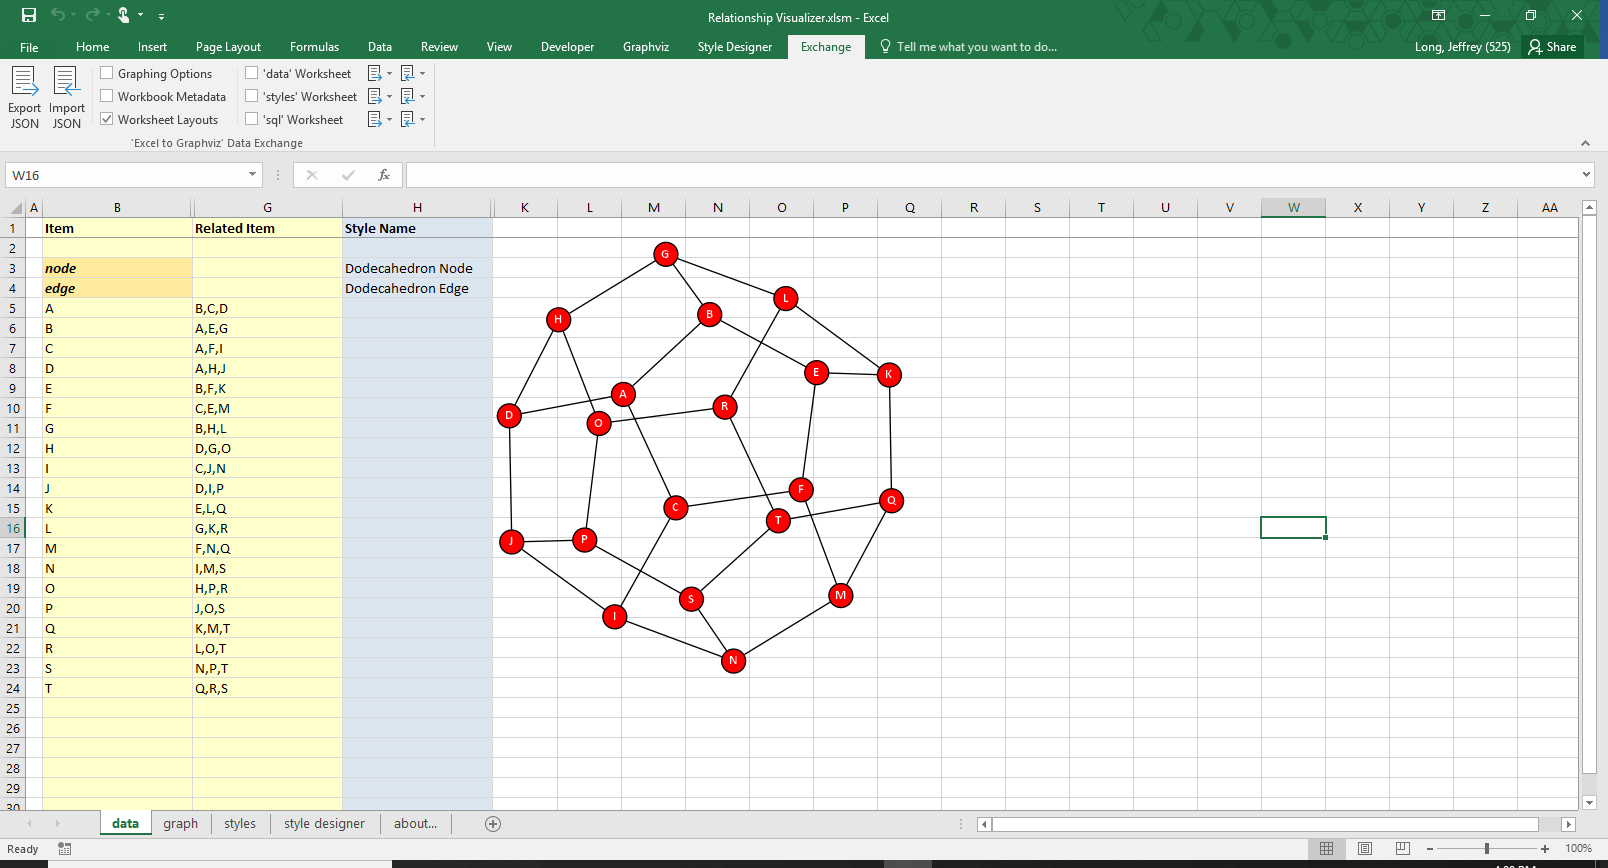 Relationship Visualizer.xlsm - Excel
File Home Insert Page Layout Formulas Data Review View Developer Graphviz Style Designer Exchange Tell me what you want to do... Long, Jeffrey (525) Share
Export JSON
Import JSON
Graphing Options
Workbook Metadata
Worksheet Layouts
'data' Worksheet
'styles' Worksheet
'sql' Worksheet
'Excel to Graphviz' Data Exchange
W16 fx
A B G H K L M N O P Q R S T U V W X Y Z AA
1 Item Related Item Style Name
2
3 node Dodecahedron Node
4 edge Dodecahedron Edge
5 A B,C,D
6 B A,E,G
7 C A,F,I
8 D A,H,J
9 E B,F,K
10 F C,E,M
11 G B,H,L
12 H D,G,O
13 I C,J,N
14 J D,I,P
15 K E,L,Q
16 L G,K,R
17 M F,N,Q
18 N I,M,S
19 O H,P,R
20 P J,O,S
21 Q K,M,T
22 R L,O,T
23 S N,P,T
24 T Q,R,S
25
26
27
28
29
30
G
L
B
H
E
K
A
R
D
O
F
Q
C
T
P
J
M
S
I
N
data graph styles style designer about...
Ready 100%